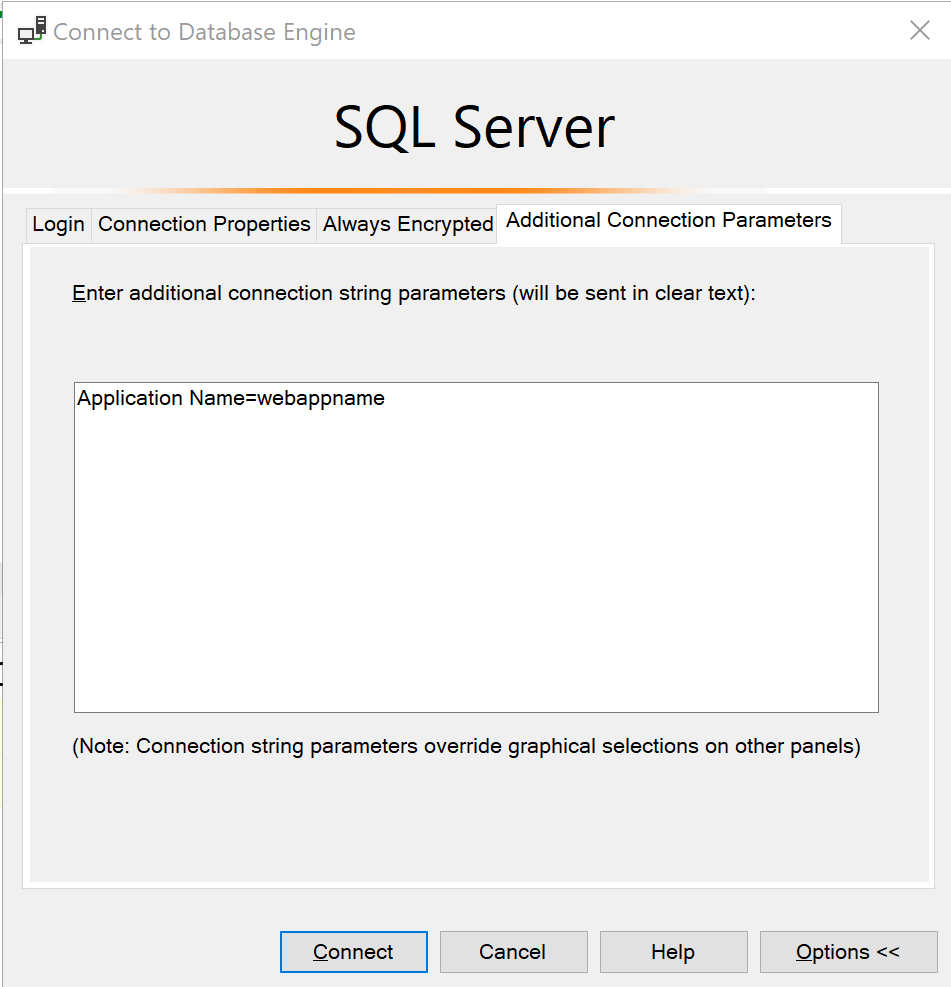 Connect to Database Engine
SQL Server
Login
Connection Properties
Always Encrypted
Additional Connection Parameters
Enter additional connection string parameters (will be sent in clear text):
Application Name=webappname
(Note: Connection string parameters override graphical selections on other panels)
Connect
Cancel
Help
Options <<